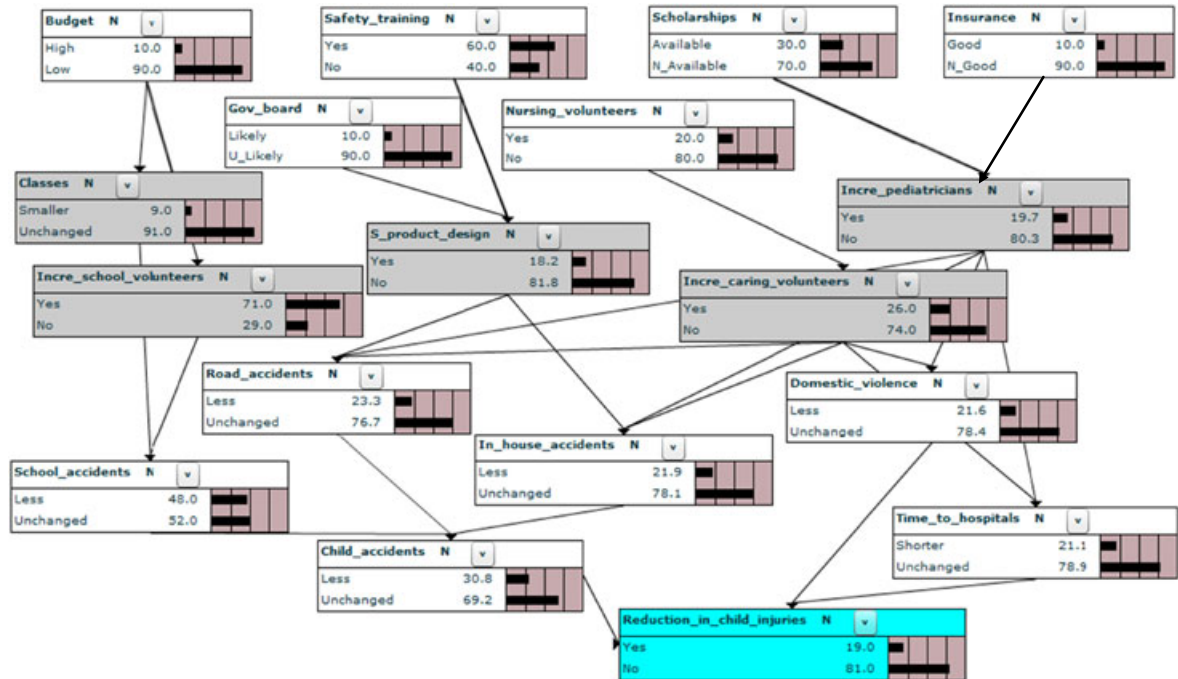 Budget N v
High 10.0
Low 90.0
Safety_training N v
Yes 60.0
No 40.0
Scholarships N v
Available 30.0
N_Available 70.0
Insurance N v
Good 10.0
N_Good 90.0
Gov_board N v
Likely 10.0
U_Likely 90.0
Nursing_volunteers N v
Yes 20.0
No 80.0
Classes N v
Smaller 9.0
Unchanged 91.0
Incre_pediatricians N v
Yes 19.7
No 80.3
S_product_design N v
Yes 18.2
No 81.8
Incre_school_volunteers N v
Yes 71.0
No 29.0
Incre_caring_volunteers N v
Yes 26.0
No 74.0
Road_accidents N v
Less 23.3
Unchanged 76.7
Domestic_violence N v
Less 21.6
Unchanged 78.4
In_house_accidents N v
Less 21.9
Unchanged 78.1
School_accidents N v
Less 48.0
Unchanged 52.0
Time_to_hospitals N v
Shorter 21.1
Unchanged 78.9
Child_accidents N v
Less 30.8
Unchanged 69.2
Reduction_in_child_injuries N v
Yes 19.0
No 81.0